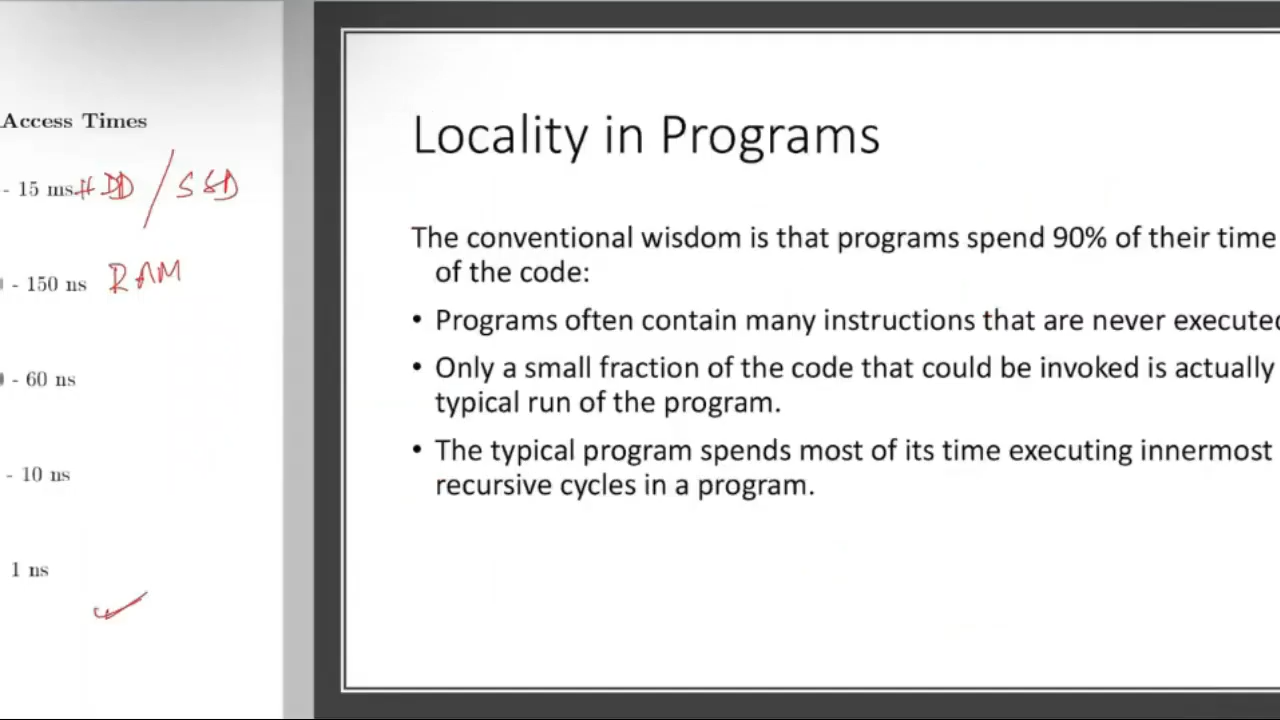 Access Times
- 15 ms HDD / SSD
- 150 ns RAM
- 60 ns
- 10 ns
1 ns
Locality in Programs
The conventional wisdom is that programs spend 90% of their time
of the code:
• Programs often contain many instructions that are never executed
• Only a small fraction of the code that could be invoked is actually
typical run of the program.
• The typical program spends most of its time executing innermost
recursive cycles in a program.